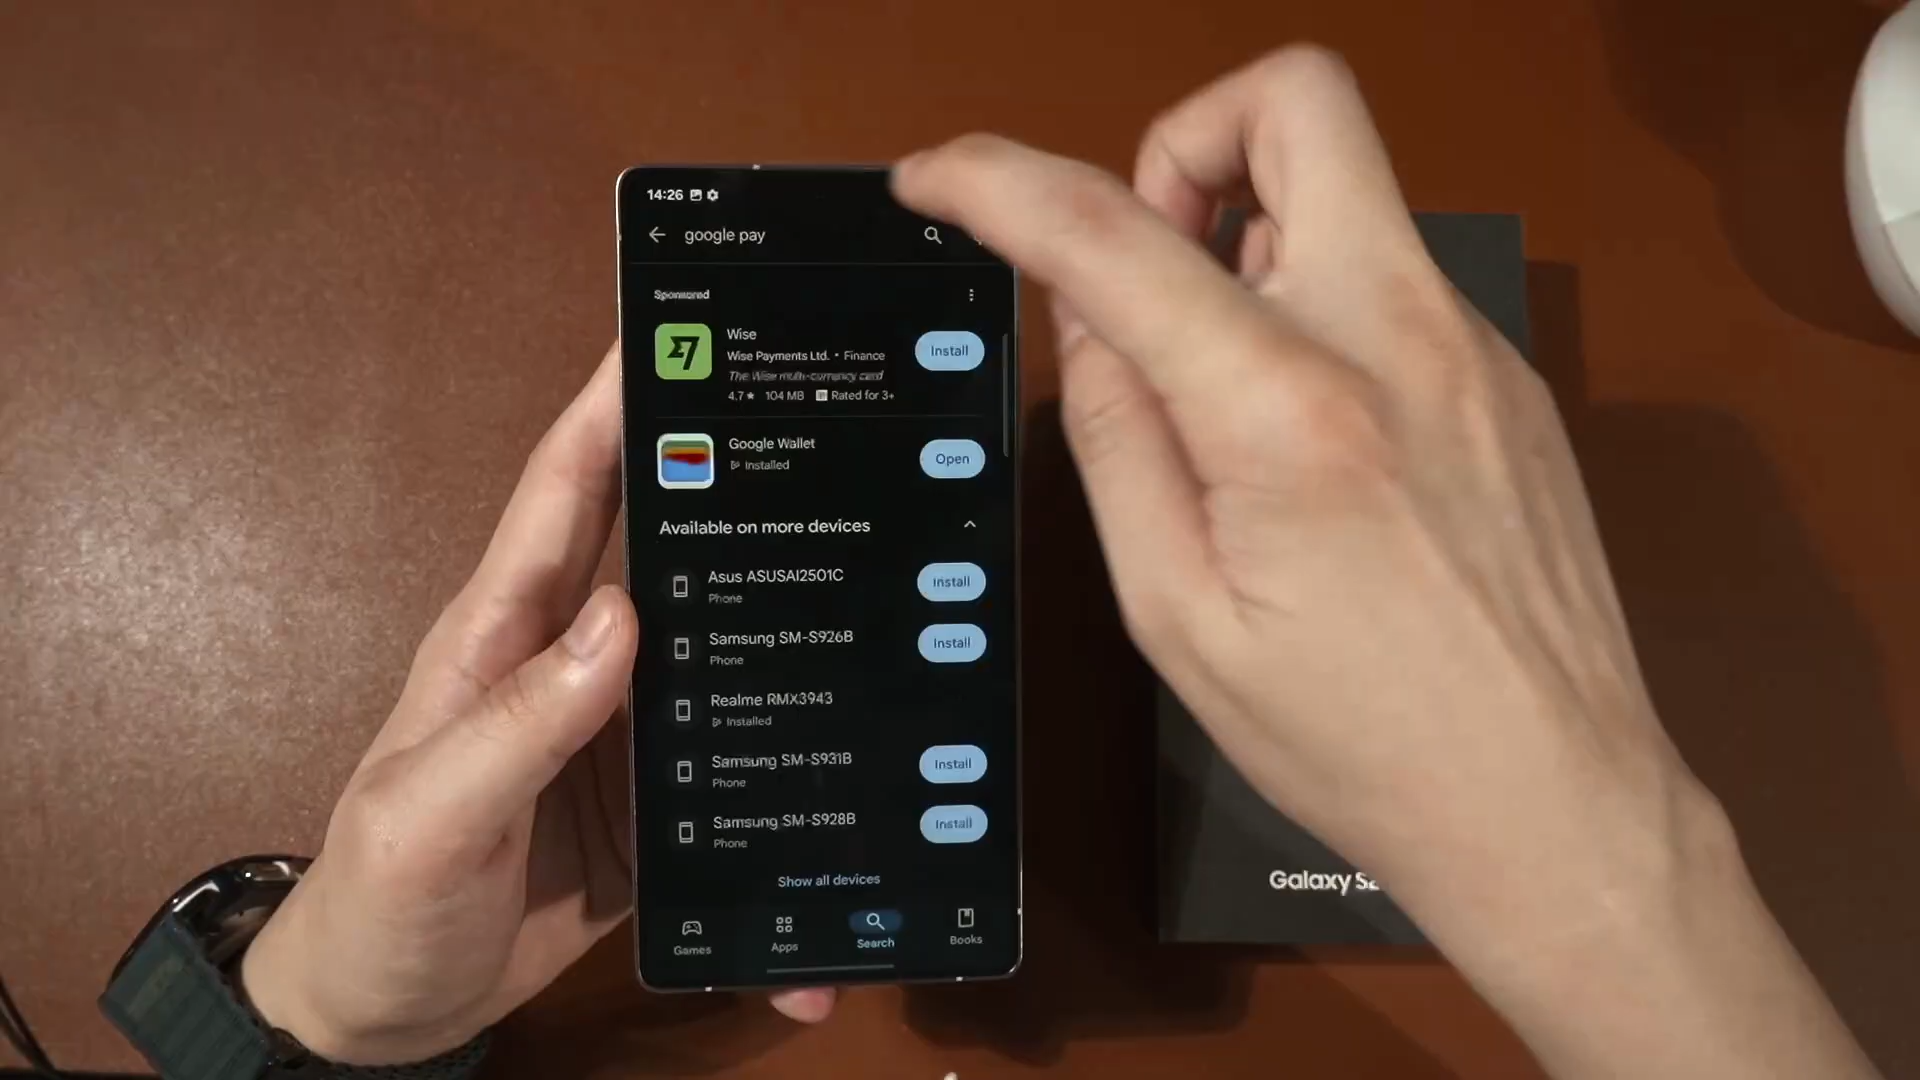 14:26
google pay
Sponsored
Wise
Install
Wise Payments Ltd. • Finance
The Wise multi-currency card
4.7★ 104 MB Rated for 3+
Google Wallet
Installed
Open
Available on more devices
Asus ASUSAI2501C
Phone
Install
Samsung SM-S926B
Phone
Install
Realme RMX3943
Installed
Samsung SM-S931B
Phone
Install
Samsung SM-S928B
Phone
Install
Show all devices
Games
Apps
Search
Books
Galaxy